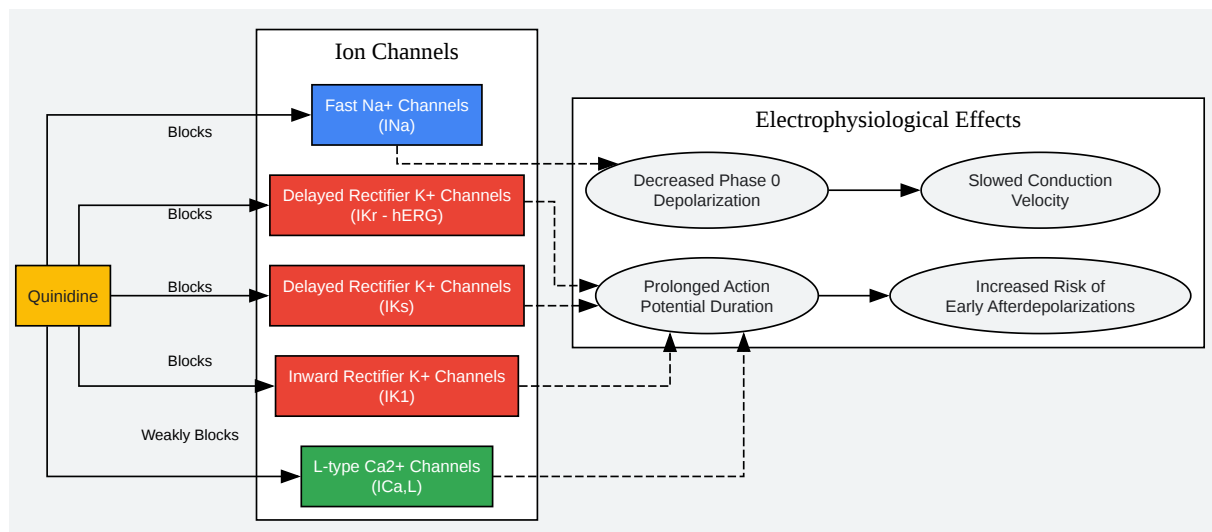 Ion Channels
Fast Na+ Channels
(INa)
Blocks
Electrophysiological Effects
Decreased Phase 0
Depolarization
Slowed Conduction
Velocity
Delayed Rectifier K+ Channels
(IKr - hERG)
Blocks
Quinidine
Blocks
Delayed Rectifier K+ Channels
(IKs)
Prolonged Action
Potential Duration
Increased Risk of
Early Afterdepolarizations
Blocks
Inward Rectifier K+ Channels
(IK1)
Weakly Blocks
L-type Ca2+ Channels
(ICa,L)